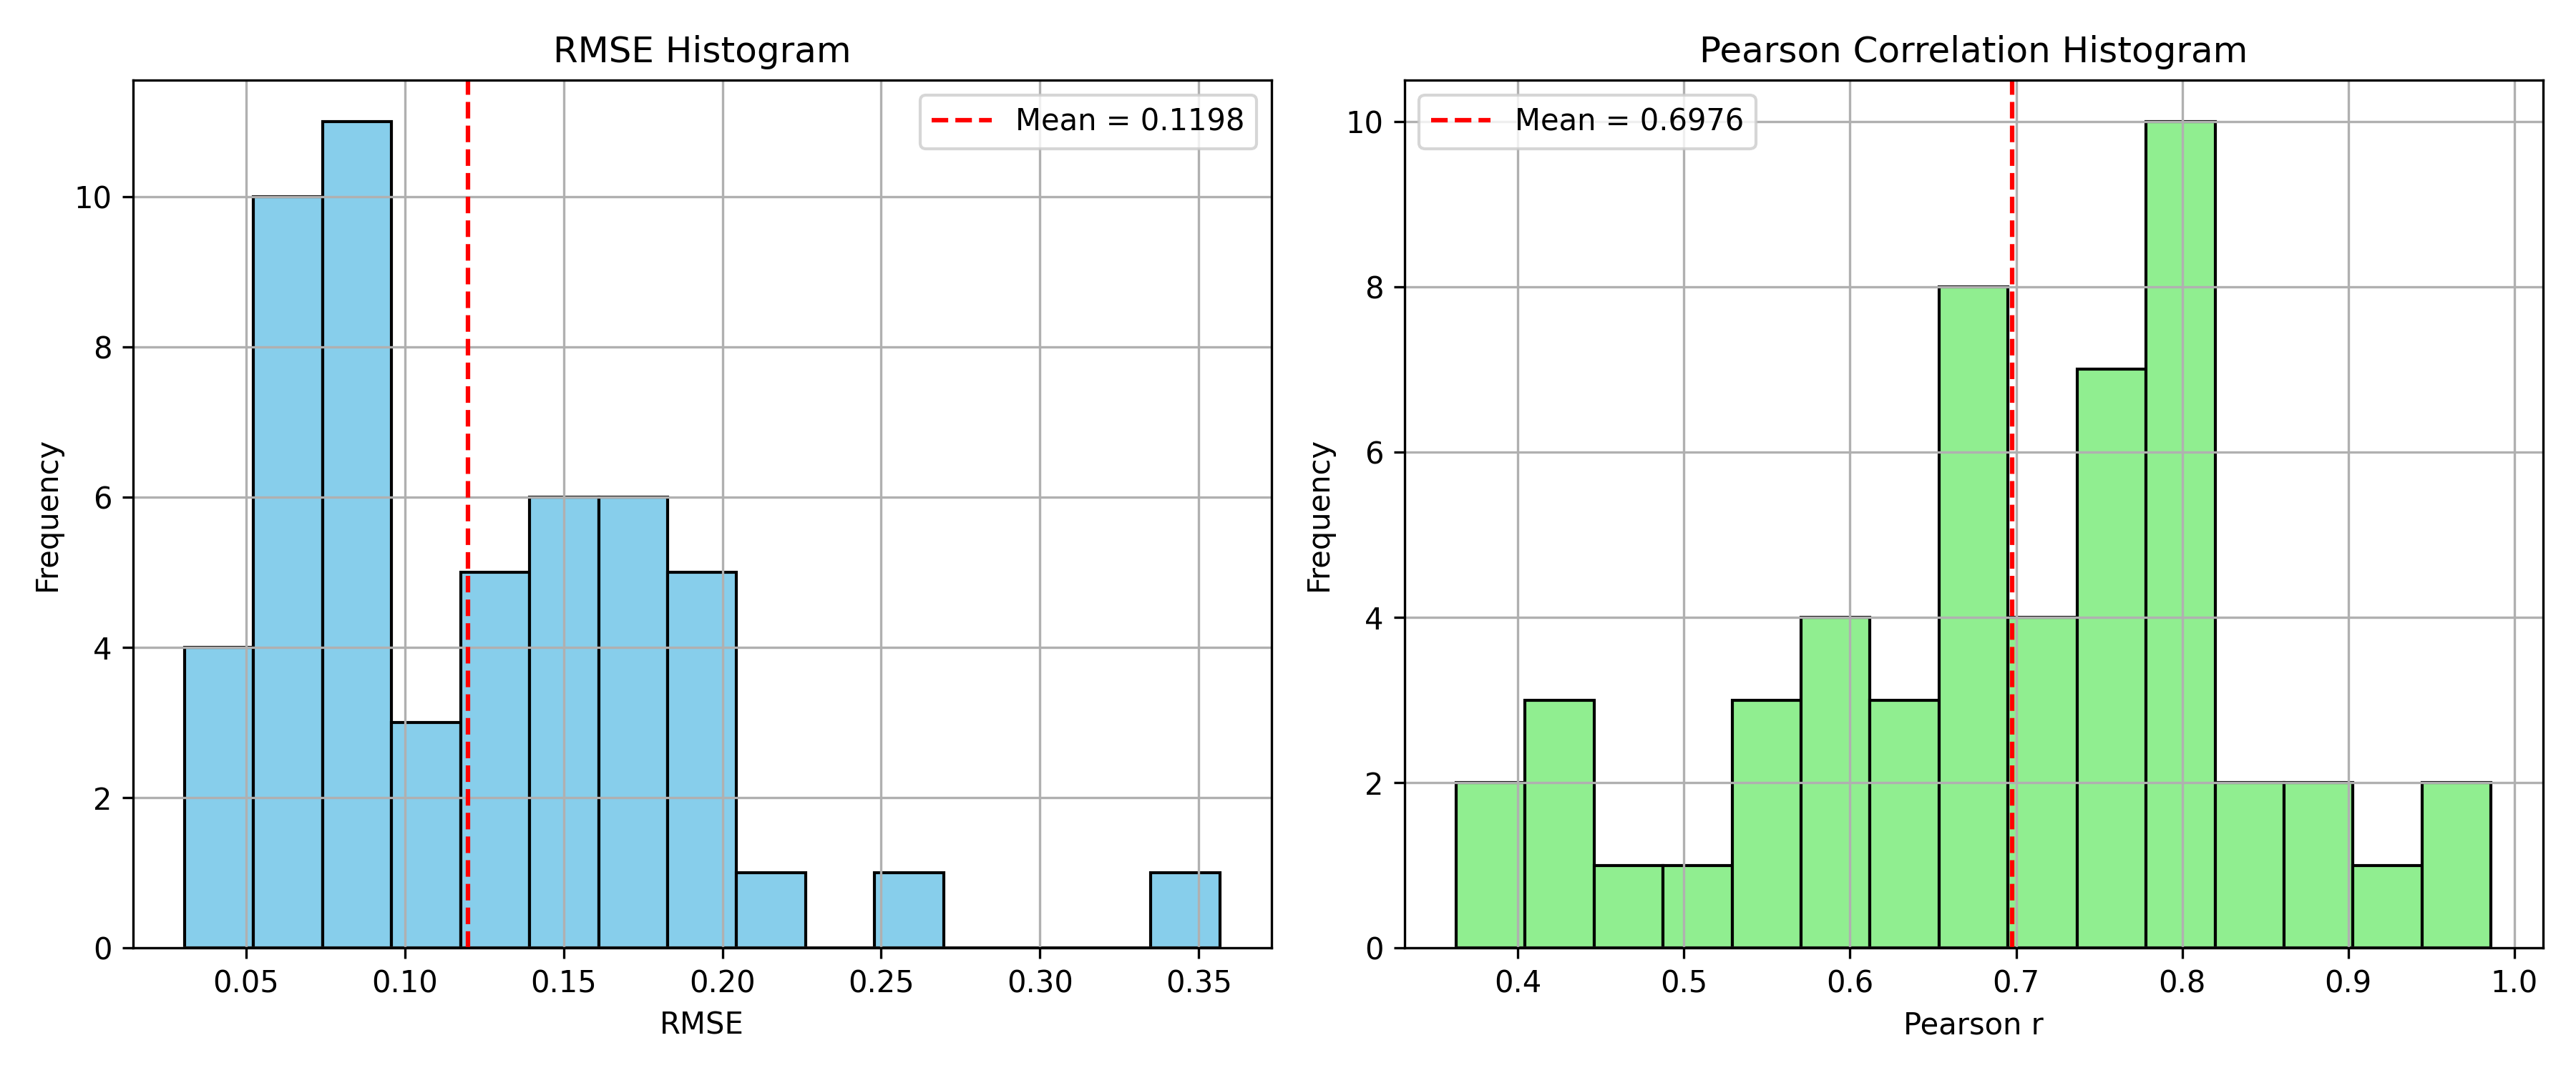 RMSE Histogram
Mean = 0.1198
Frequency
10
8
6
4
2
0
0.05 0.10 0.15 0.20 0.25 0.30 0.35
RMSE
Pearson Correlation Histogram
Mean = 0.6976
Frequency
10
8
6
4
2
0
0.4 0.5 0.6 0.7 0.8 0.9 1.0
Pearson r